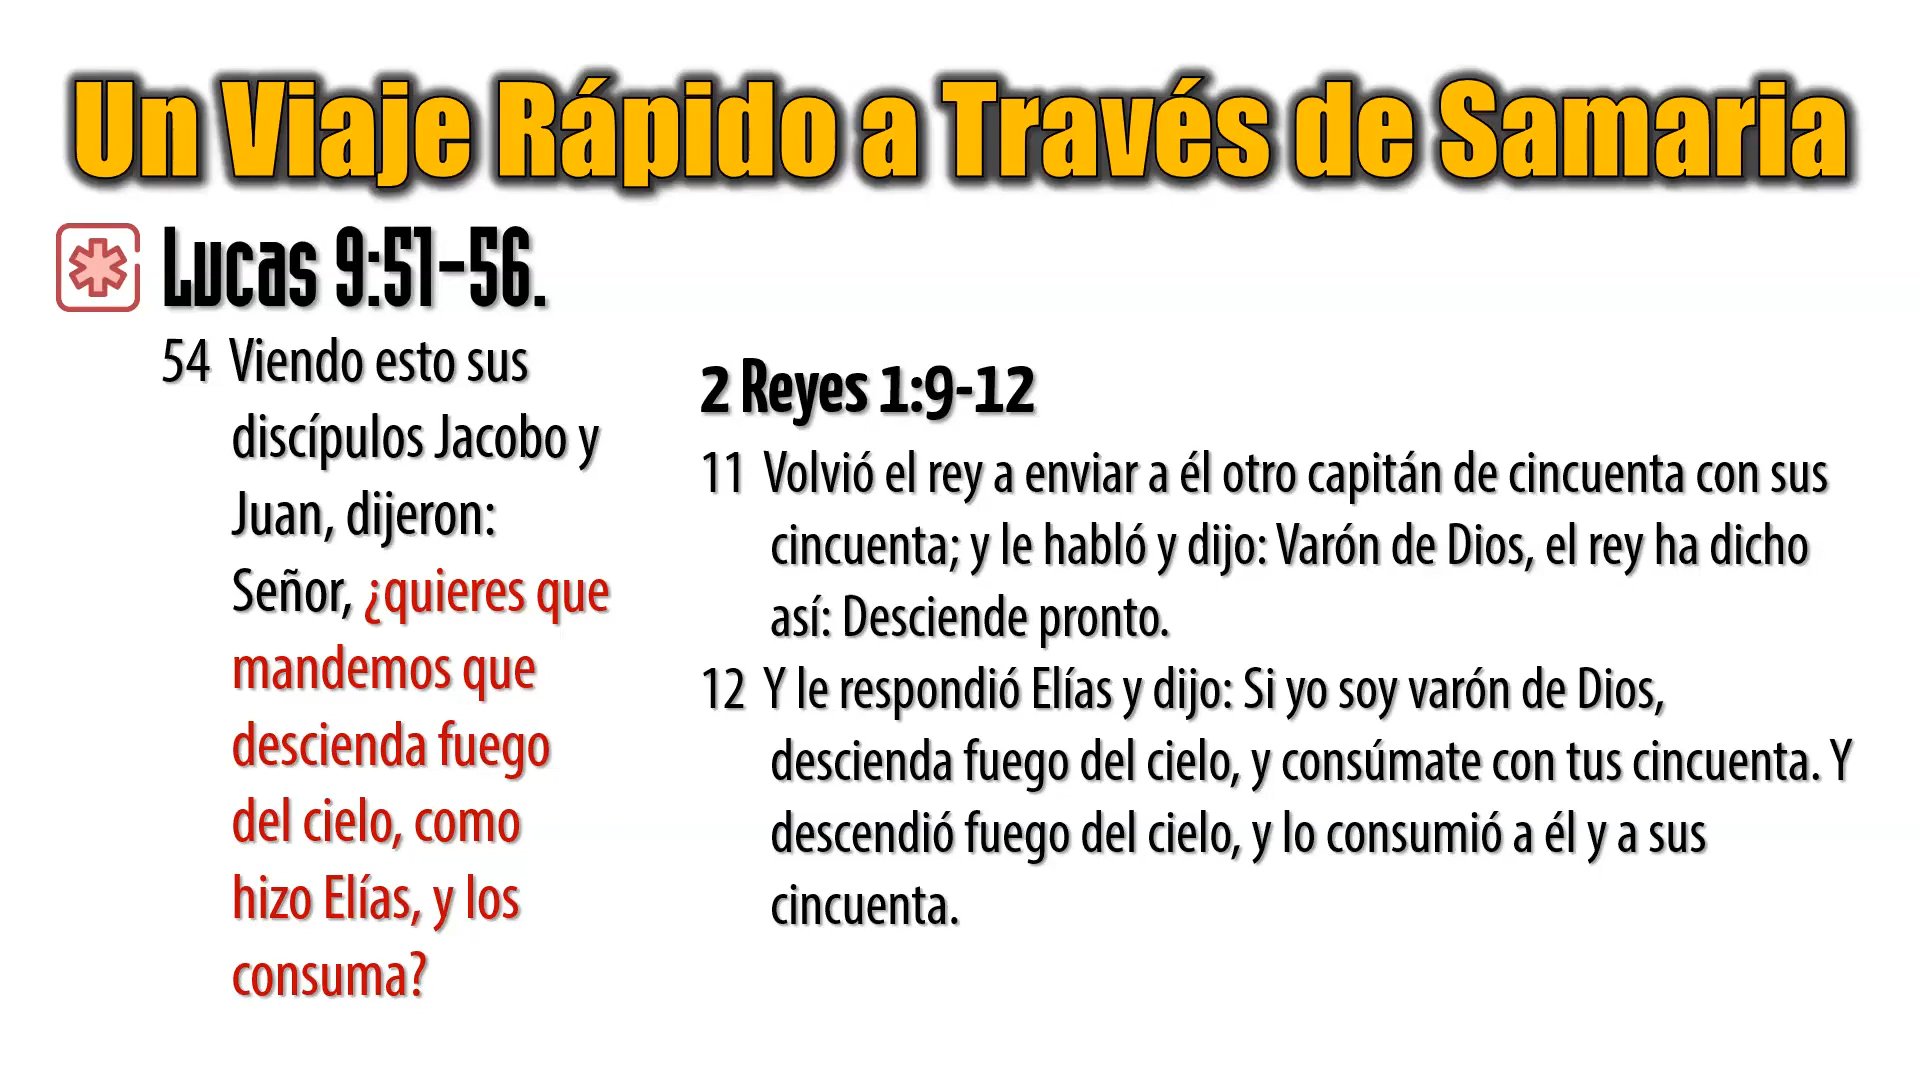 Un Viaje Rápido a Través de Samaria
Lucas 9:51-56.
54 Viendo esto sus
discípulos Jacobo y
Juan, dijeron:
Señor, ¿quieres que
mandemos que
descienda fuego
del cielo, como
hizo Elías, y los
consuma?
2 Reyes 1:9-12
11 Volvió el rey a enviar a él otro capitán de cincuenta con sus
cincuenta; y le habló y dijo: Varón de Dios, el rey ha dicho
así: Desciende pronto.
12 Y le respondió Elías y dijo: Si yo soy varón de Dios,
descienda fuego del cielo, y consúmate con tus cincuenta. Y
descendió fuego del cielo, y lo consumió a él y a sus
cincuenta.